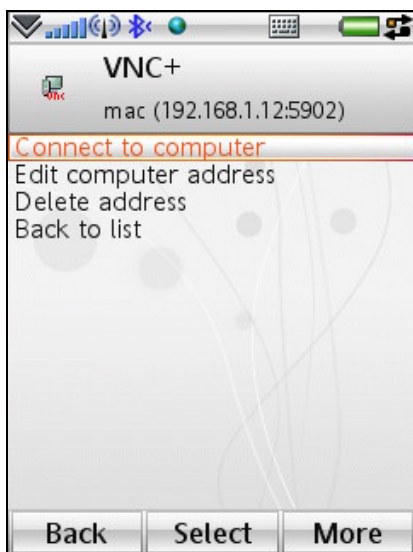 VNC+
mac (192.168.1.12:5902)
Connect to computer
Edit computer address
Delete address
Back to list
Back Select More